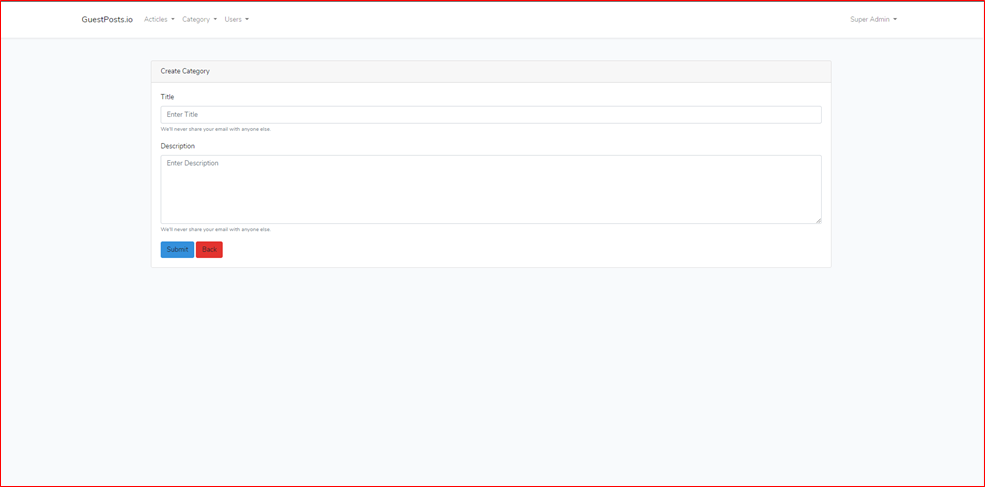 GuestPosts.io Articles Category Users Super Admin
Create Category
Title
Enter Title
We'll never share your email with anyone else.
Description
Enter Description
We'll never share your email with anyone else.
Submit Back